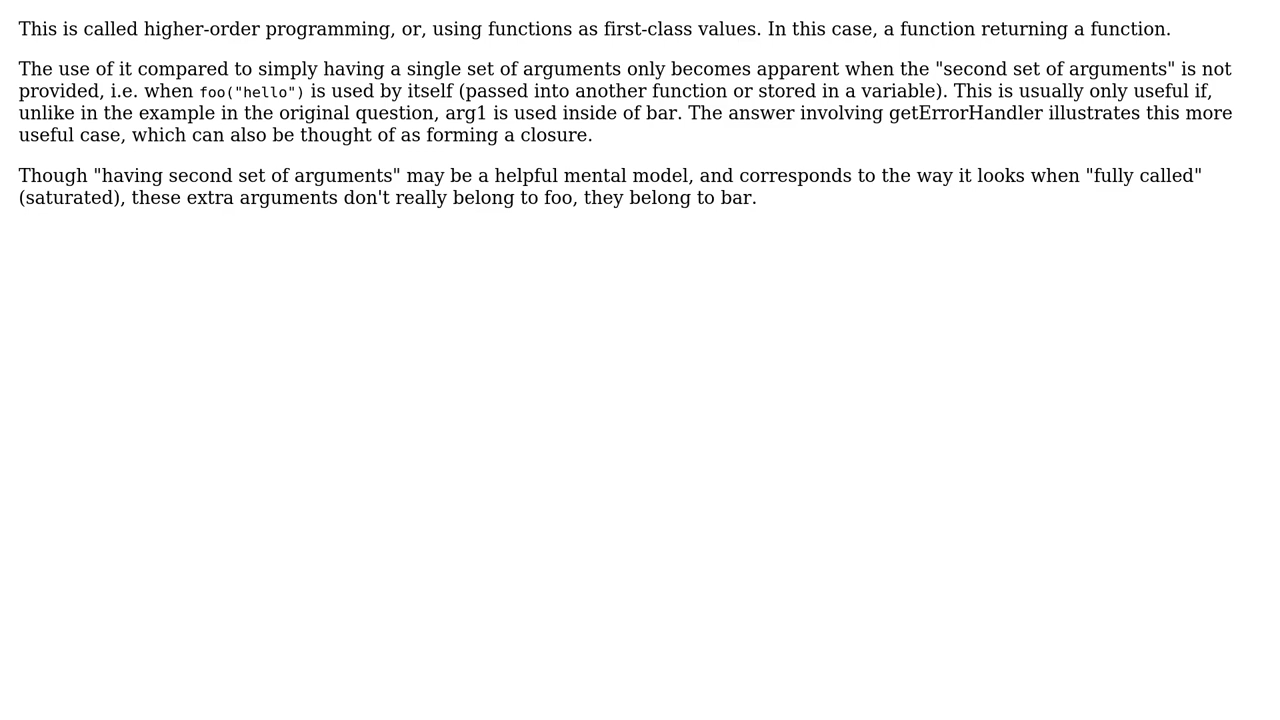 This is called higher-order programming, or, using functions as first-class values. In this case, a function returning a function.
The use of it compared to simply having a single set of arguments only becomes apparent when the "second set of arguments" is not
provided, i.e. when foo("hello") is used by itself (passed into another function or stored in a variable). This is usually only useful if,
unlike in the example in the original question, arg1 is used inside of bar. The answer involving getErrorHandler illustrates this more
useful case, which can also be thought of as forming a closure.
Though "having second set of arguments" may be a helpful mental model, and corresponds to the way it looks when "fully called"
(saturated), these extra arguments don't really belong to foo, they belong to bar.